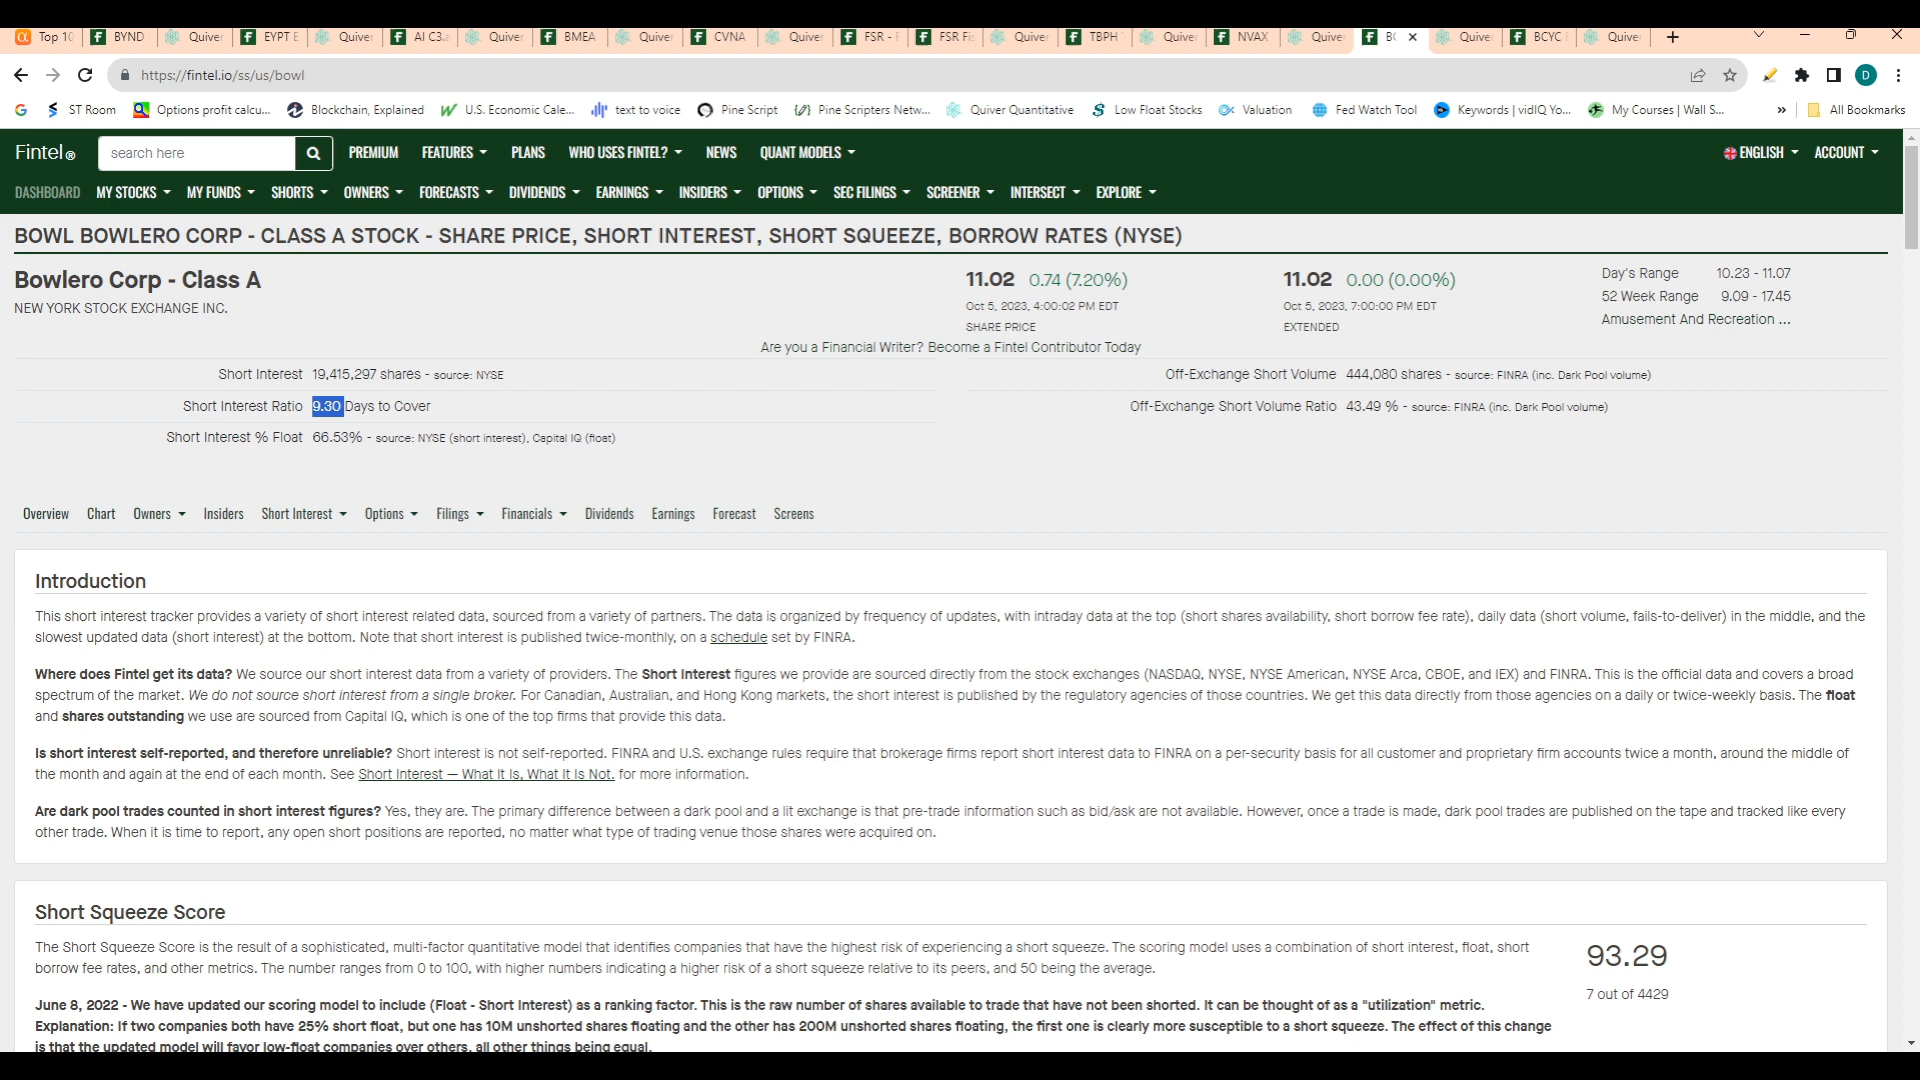 Top 10 BYND Quiver EYPT E Quiver AI C3.a Quiver BMEA Quiver CVNA Quiver FSR - F FSR Fis Quiver TBPH Quiver NVAX Quiver BO Quiver BCYC Quiver
https://fintel.io/ss/us/bowl
ST Room Options profit calcu... Blockchain, Explained U.S. Economic Cale... text to voice Pine Script Pine Scripters Netw... Quiver Quantitative Low Float Stocks Valuation Fed Watch Tool Keywords | vidIQ Yo... My Courses | Wall S... » All Bookmarks
Fintel® search here PREMIUM FEATURES PLANS WHO USES FINTEL? NEWS QUANT MODELS ENGLISH ACCOUNT
DASHBOARD MY STOCKS MY FUNDS SHORTS OWNERS FORECASTS DIVIDENDS EARNINGS INSIDERS OPTIONS SEC FILINGS SCREENER INTERSECT EXPLORE
BOWL BOWLERO CORP - CLASS A STOCK - SHARE PRICE, SHORT INTEREST, SHORT SQUEEZE, BORROW RATES (NYSE)
Bowlero Corp - Class A
NEW YORK STOCK EXCHANGE INC.
11.02 0.74 (7.20%)
Oct 5, 2023, 4:00:02 PM EDT
SHARE PRICE
11.02 0.00 (0.00%)
Oct 5, 2023, 7:00:00 PM EDT
EXTENDED
Day's Range 10.23 - 11.07
52 Week Range 9.09 - 17.45
Amusement And Recreation ...
Are you a Financial Writer? Become a Fintel Contributor Today
Short Interest 19,415,297 shares - source: NYSE
Short Interest Ratio 9.30 Days to Cover
Short Interest % Float 66.53% - source: NYSE (short interest), Capital IQ (float)
Off-Exchange Short Volume 444,080 shares - source: FINRA (inc. Dark Pool volume)
Off-Exchange Short Volume Ratio 43.49 % - source: FINRA (inc. Dark Pool volume)
Overview Chart Owners Insiders Short Interest Options Filings Financials Dividends Earnings Forecast Screens
Introduction
This short interest tracker provides a variety of short interest related data, sourced from a variety of partners. The data is organized by frequency of updates, with intraday data at the top (short shares availability, short borrow fee rate), daily data (short volume, fails-to-deliver) in the middle, and the
slowest updated data (short interest) at the bottom. Note that short interest is published twice-monthly, on a schedule set by FINRA.
Where does Fintel get its data? We source our short interest data from a variety of providers. The Short Interest figures we provide are sourced directly from the stock exchanges (NASDAQ, NYSE, NYSE American, NYSE Arca, CBOE, and IEX) and FINRA. This is the official data and covers a broad
spectrum of the market. We do not source short interest from a single broker. For Canadian, Australian, and Hong Kong markets, the short interest is published by the regulatory agencies of those countries. We get this data directly from those agencies on a daily or twice-weekly basis. The float
and shares outstanding we use are sourced from Capital IQ, which is one of the top firms that provide this data.
Is short interest self-reported, and therefore unreliable? Short interest is not self-reported. FINRA and U.S. exchange rules require that brokerage firms report short interest data to FINRA on a per-security basis for all customer and proprietary firm accounts twice a month, around the middle of
the month and again at the end of each month. See Short Interest — What It Is, What It Is Not. for more information.
Are dark pool trades counted in short interest figures? Yes, they are. The primary difference between a dark pool and a lit exchange is that pre-trade information such as bid/ask are not available. However, once a trade is made, dark pool trades are published on the tape and tracked like every
other trade. When it is time to report, any open short positions are reported, no matter what type of trading venue those shares were acquired on.
Short Squeeze Score
The Short Squeeze Score is the result of a sophisticated, multi-factor quantitative model that identifies companies that have the highest risk of experiencing a short squeeze. The scoring model uses a combination of short interest, float, short
borrow fee rates, and other metrics. The number ranges from 0 to 100, with higher numbers indicating a higher risk of a short squeeze relative to its peers, and 50 being the average.
93.29
7 out of 4429
June 8, 2022 - We have updated our scoring model to include (Float - Short Interest) as a ranking factor. This is the raw number of shares available to trade that have not been shorted. It can be thought of as a "utilization" metric.
Explanation: If two companies both have 25% short float, but one has 10M unshorted shares floating and the other has 200M unshorted shares floating, the first one is clearly more susceptible to a short squeeze. The effect of this change
is that the updated model will favor low-float companies over others, all other things being equal.